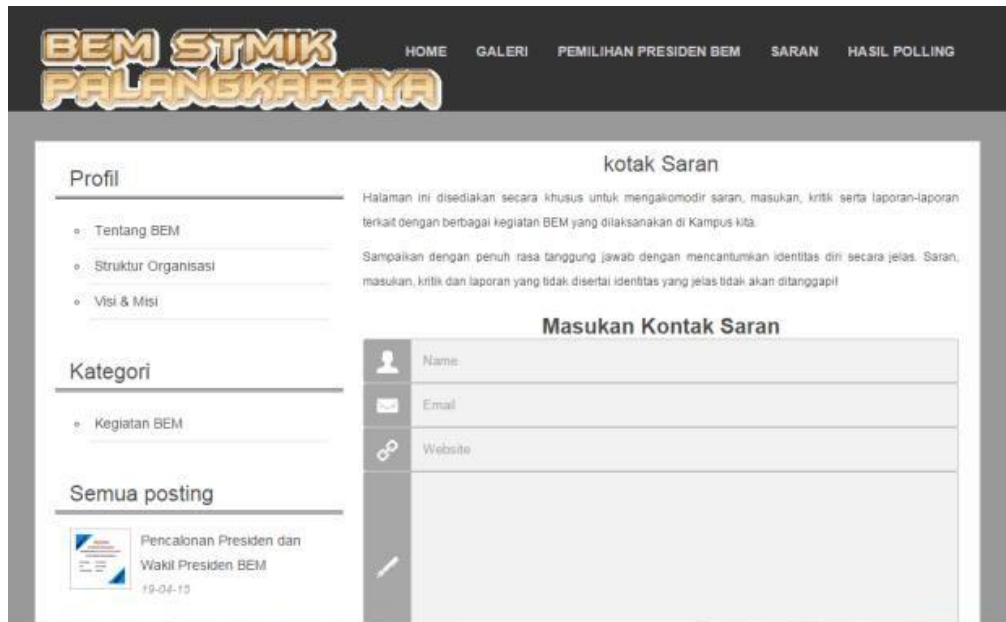 BEM STMIK
PALANGKARAYA
HOME GALERI PEMILIHAN PRESIDEN BEM SARAN HASIL POLLING
Profil
Tentang BEM
Struktur Organisasi
Visi & Misi
Kategori
Kegiatan BEM
Semua posting
Pencalonan Presiden dan
Wakil Presiden BEM
19-04-15
kotak Saran
Halaman ini disediakan secara khusus untuk mengakomodir saran, masukan, kritik serta laporan-laporan
terkait dengan berbagai kegiatan BEM yang dilaksanakan di Kampus kita.
Sampaikan dengan penuh rasa tanggung jawab dengan mencantumkan identitas diri secara jelas. Saran,
masukan, kritik dan laporan yang tidak disertai identitas yang jelas tidak akan ditanggapi!
Masukan Kontak Saran
Name
Email
Website